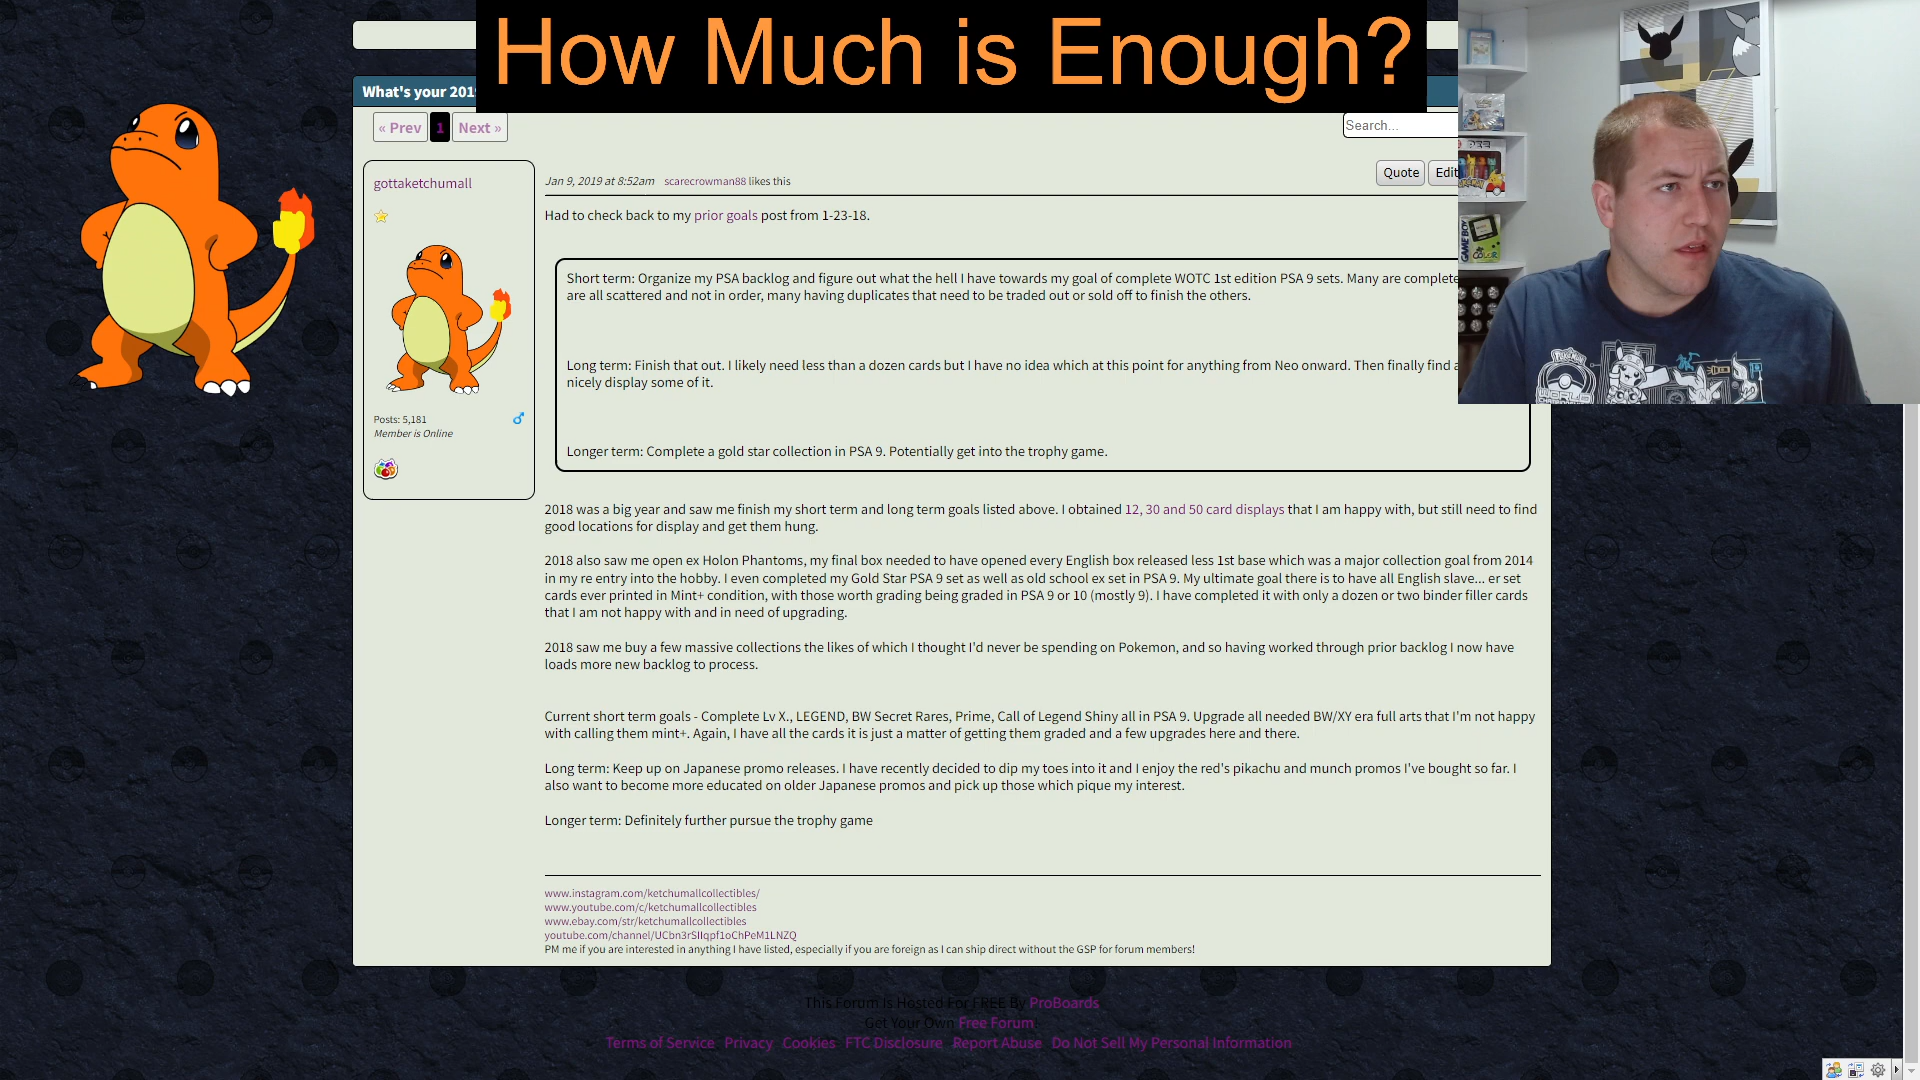 How Much is Enough?
What's your 201
« Prev 1 Next »
Search...
gottaketchumall
Jan 9, 2019 at 8:52am scarecrowman88 likes this
Quote Edit
Had to check back to my prior goals post from 1-23-18.
Short term: Organize my PSA backlog and figure out what the hell I have towards my goal of complete WOTC 1st edition PSA 9 sets. Many are complete
are all scattered and not in order, many having duplicates that need to be traded out or sold off to finish the others.
Long term: Finish that out. I likely need less than a dozen cards but I have no idea which at this point for anything from Neo onward. Then finally find a
nicely display some of it.
Posts: 5,181
Member is Online
Longer term: Complete a gold star collection in PSA 9. Potentially get into the trophy game.
2018 was a big year and saw me finish my short term and long term goals listed above. I obtained 12, 30 and 50 card displays that I am happy with, but still need to find
good locations for display and get them hung.
2018 also saw me open ex Holon Phantoms, my final box needed to have opened every English box released less 1st base which was a major collection goal from 2014
in my re entry into the hobby. I even completed my Gold Star PSA 9 set as well as old school ex set in PSA 9. My ultimate goal there is to have all English slave... er set
cards ever printed in Mint+ condition, with those worth grading being graded in PSA 9 or 10 (mostly 9). I have completed it with only a dozen or two binder filler cards
that I am not happy with and in need of upgrading.
2018 saw me buy a few massive collections the likes of which I thought I'd never be spending on Pokemon, and so having worked through prior backlog I now have
loads more new backlog to process.
Current short term goals - Complete Lv X., LEGEND, BW Secret Rares, Prime, Call of Legend Shiny all in PSA 9. Upgrade all needed BW/XY era full arts that I'm not happy
with calling them mint+. Again, I have all the cards it is just a matter of getting them graded and a few upgrades here and there.
Long term: Keep up on Japanese promo releases. I have recently decided to dip my toes into it and I enjoy the red's pikachu and munch promos I've bought so far. I
also want to become more educated on older Japanese promos and pick up those which pique my interest.
Longer term: Definitely further pursue the trophy game
www.instagram.com/ketchumallcollectibles/
www.youtube.com/c/ketchumallcollectibles
www.ebay.com/str/ketchumallcollectibles
youtube.com/channel/UCbn3rSIIqpf1oChPeM1LNZQ
PM me if you are interested in anything I have listed, especially if you are foreign as I can ship direct without the GSP for forum members!
This Forum Is Hosted For FREE By ProBoards
Get Your Own Free Forum
Terms of Service Privacy Cookies FTC Disclosure Report Abuse Do Not Sell My Personal Information
GAME BOY
COLOR
WORLD